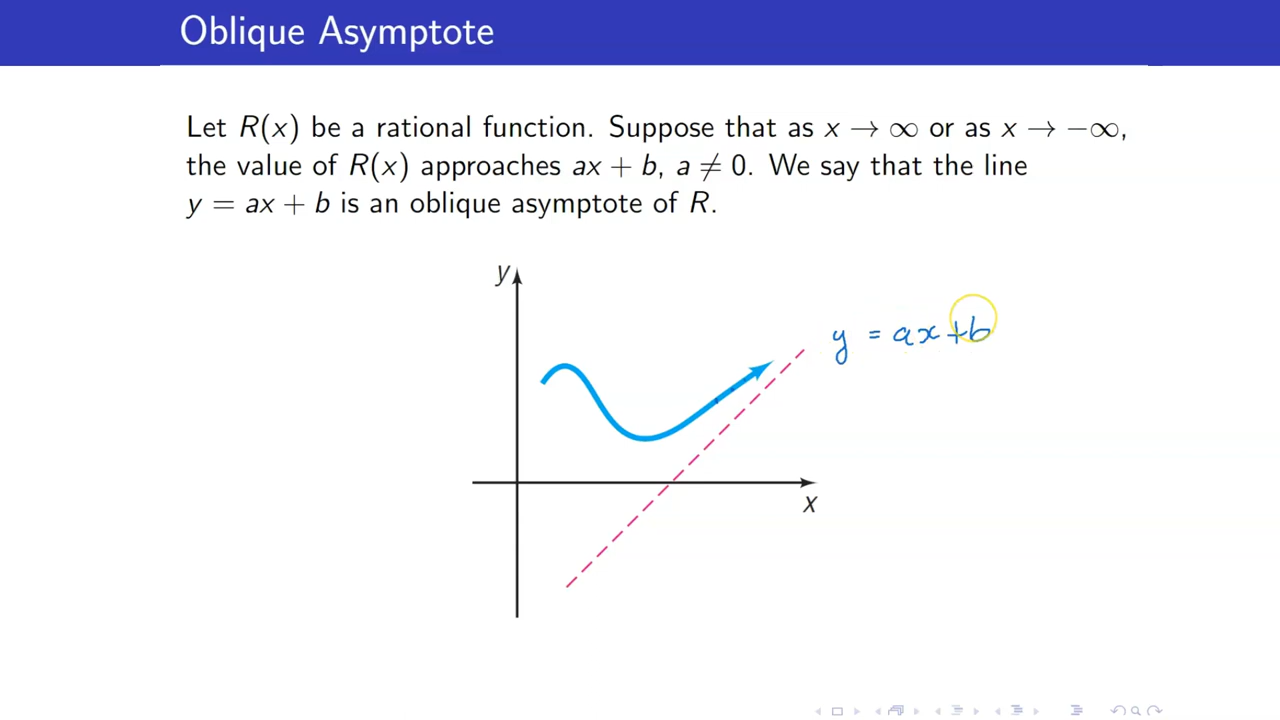 Oblique Asymptote
Let R(x) be a rational function. Suppose that as x → ∞ or as x → −∞,
the value of R(x) approaches ax + b, a ≠ 0. We say that the line
y = ax + b is an oblique asymptote of R.
y
y = ax+b
x